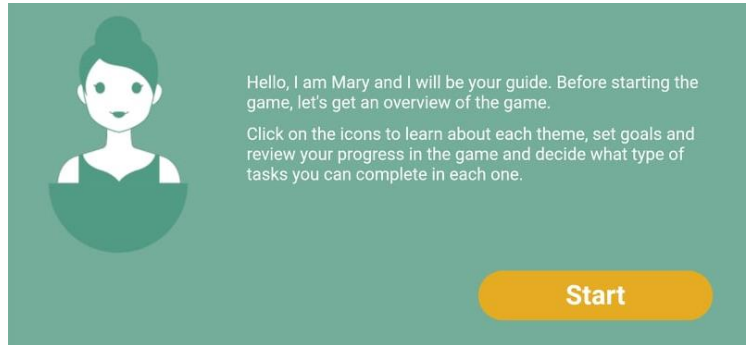 Hello, I am Mary and I will be your guide. Before starting the
game, let's get an overview of the game.
Click on the icons to learn about each theme, set goals and
review your progress in the game and decide what type of
tasks you can complete in each one.
Start